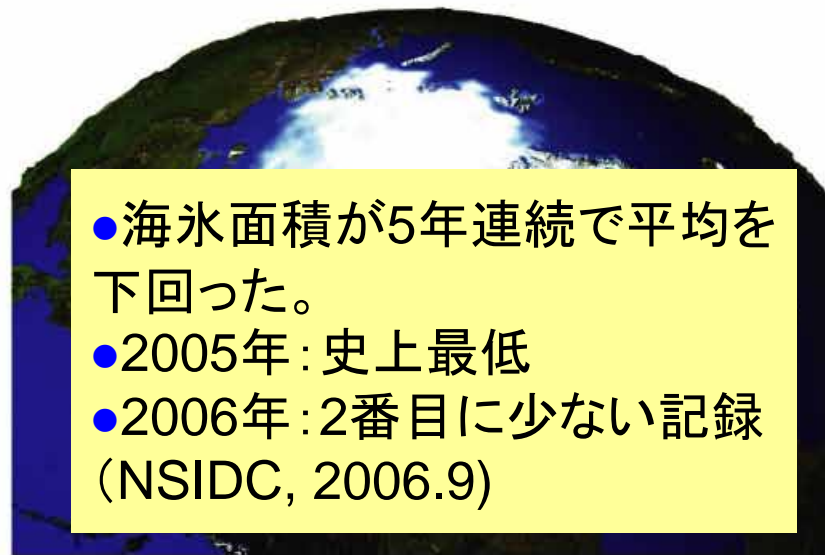 ●海氷面積が5年連続で平均を
下回った。
●2005年：史上最低
●2006年：2番目に少ない記録
（NSIDC, 2006.9)